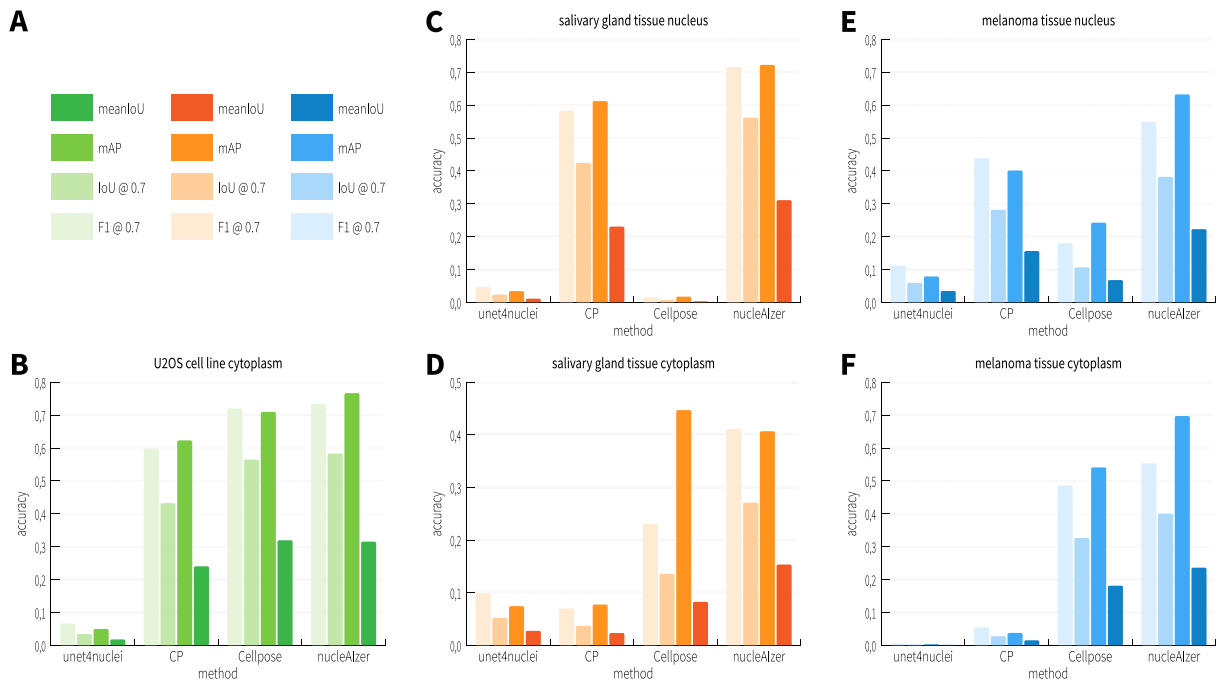 A
meanIoU
meanIoU
meanIoU
mAP
mAP
mAP
IoU @ 0.7
IoU @ 0.7
IoU @ 0.7
F1 @ 0.7
F1 @ 0.7
F1 @ 0.7
B
U2OS cell line cytoplasm
0,8
0,7
0,6
0,5
0,4
0,3
0,2
0,1
0,0
accuracy
unet4nuclei
CP
Cellpose
nucleAIzer
method
C
salivary gland tissue nucleus
0,8
0,7
0,6
0,5
0,4
0,3
0,2
0,1
0,0
accuracy
unet4nuclei
CP
Cellpose
nucleAIzer
method
D
salivary gland tissue cytoplasm
0,5
0,4
0,3
0,2
0,1
0,0
accuracy
unet4nuclei
CP
Cellpose
nucleAIzer
method
E
melanoma tissue nucleus
0,8
0,7
0,6
0,5
0,4
0,3
0,2
0,1
0,0
accuracy
unet4nuclei
CP
Cellpose
nucleAIzer
method
F
melanoma tissue cytoplasm
0,8
0,7
0,6
0,5
0,4
0,3
0,2
0,1
0,0
accuracy
unet4nuclei
CP
Cellpose
nucleAIzer
method